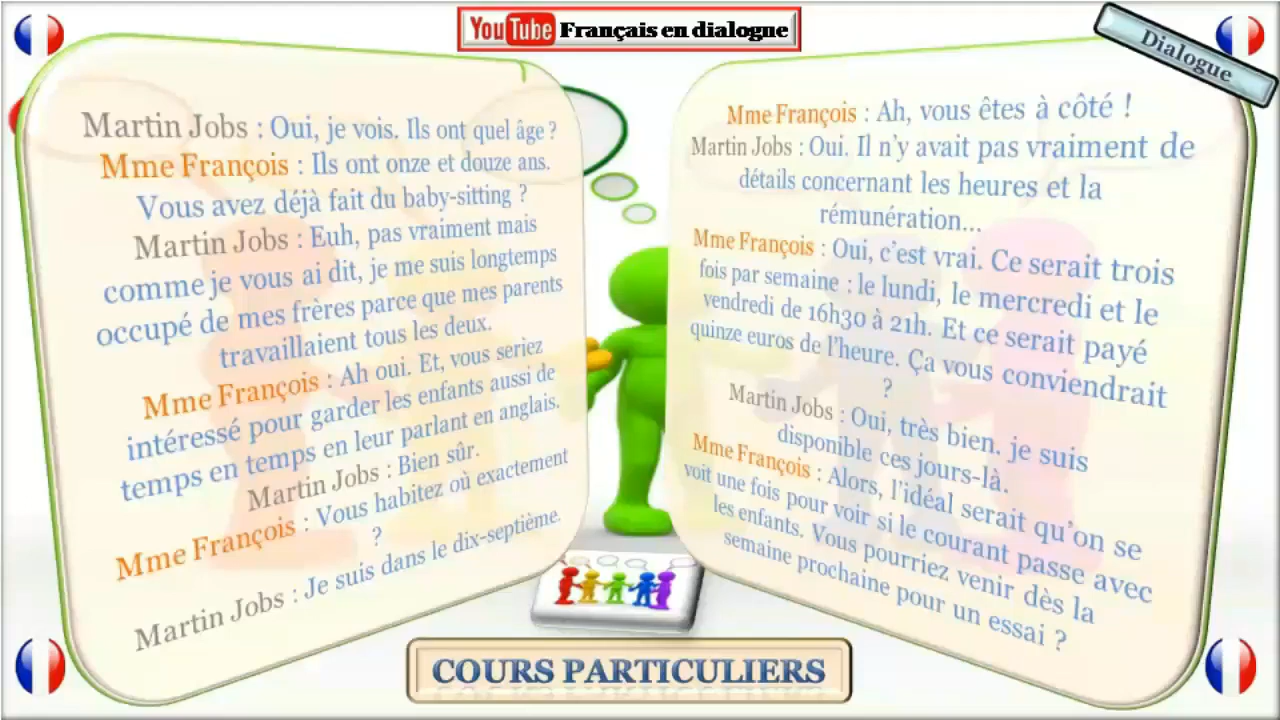 YouTube Français en dialogue
Dialogue
Martin Jobs : Oui, je vois. Ils ont quel âge ?
Mme François : Ils ont onze et douze ans.
Vous avez déjà fait du baby-sitting ?
Martin Jobs : Euh, pas vraiment mais
comme je vous ai dit, je me suis longtemps
occupé de mes frères parce que mes parents
travaillaient tous les deux.
Mme François : Ah oui. Et, vous seriez
intéressé pour garder les enfants aussi de
temps en temps en leur parlant en anglais.
Martin Jobs : Bien sûr.
Mme François : Vous habitez où exactement
?
Martin Jobs : Je suis dans le dix-septième.
Mme François : Ah, vous êtes à côté !
Martin Jobs : Oui. Il n’y avait pas vraiment de
détails concernant les heures et la
rémunération…
Mme François : Oui, c’est vrai. Ce serait trois
fois par semaine : le lundi, le mercredi et le
vendredi de 16h30 à 21h. Et ce serait payé
quinze euros de l’heure. Ça vous conviendrait
?
Martin Jobs : Oui, très bien. je suis
disponible ces jours-là.
Mme François : Alors, l’idéal serait qu’on se
voit une fois pour voir si le courant passe avec
les enfants. Vous pourriez venir dès la
semaine prochaine pour un essai ?
COURS PARTICULIERS